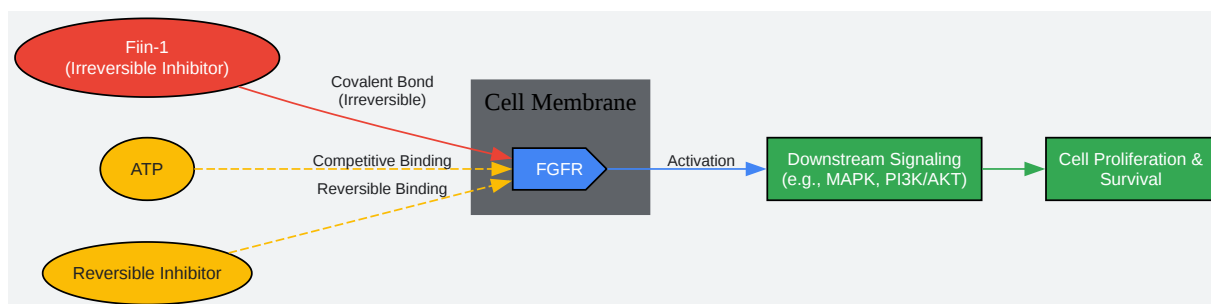 Fiin-1
(Irreversible Inhibitor)
Covalent Bond
(Irreversible)
Cell Membrane
ATP
Competitive Binding
FGFR
Activation
Downstream Signaling
(e.g., MAPK, PI3K/AKT)
Cell Proliferation &
Survival
Reversible Binding
Reversible Inhibitor